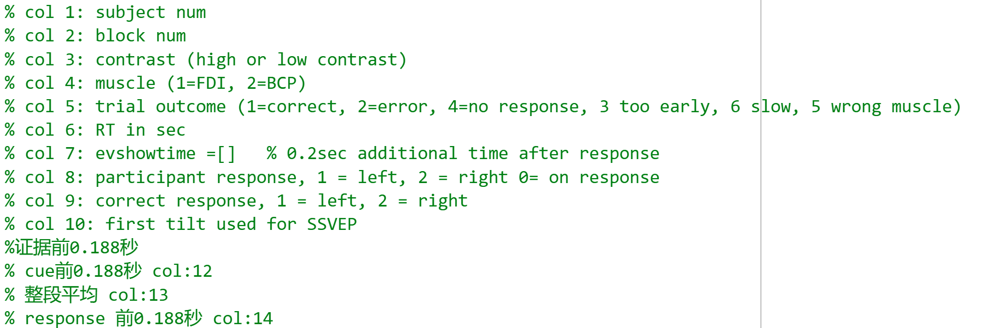 % col 1: subject num
% col 2: block num
% col 3: contrast (high or low contrast)
% col 4: muscle (1=FDI, 2=BCP)
% col 5: trial outcome (1=correct, 2=error, 4=no response, 3 too early, 6 slow, 5 wrong muscle)
% col 6: RT in sec
% col 7: evshowtime =[]   % 0.2sec additional time after response
% col 8: participant response, 1 = left, 2 = right 0= on response
% col 9: correct response, 1 = left, 2 = right
% col 10: first tilt used for SSVEP
%证据前0.188秒
% cue前0.188秒 col:12
% 整段平均 col:13
% response 前0.188秒 col:14